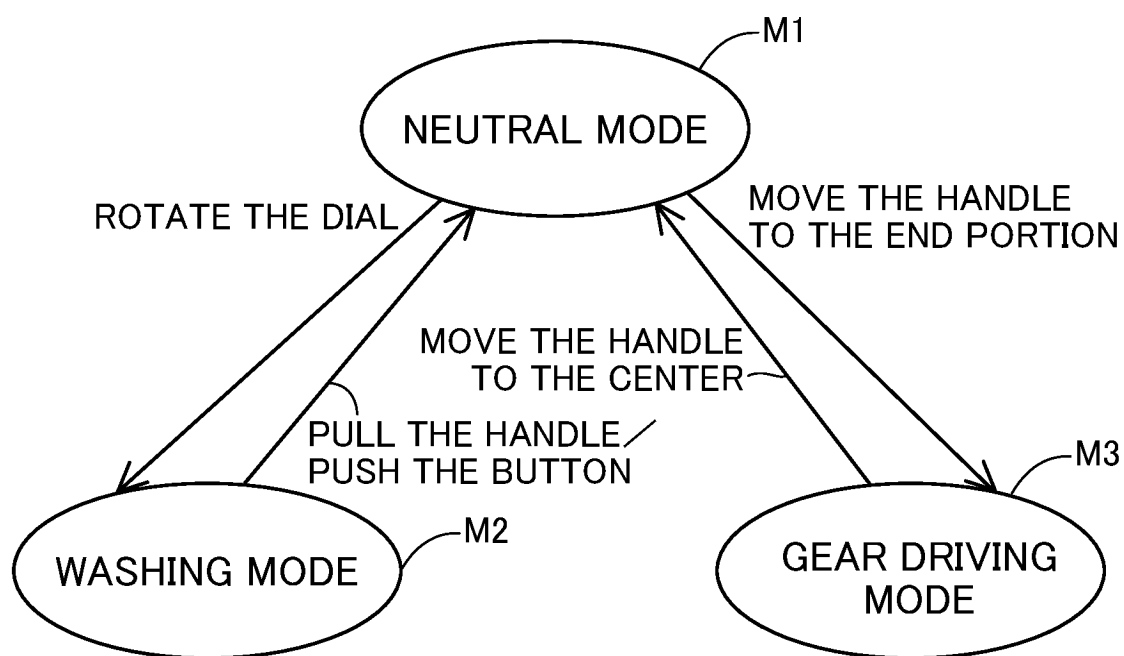 M1
NEUTRAL MODE
ROTATE THE DIAL
MOVE THE HANDLE
TO THE END PORTION
MOVE THE HANDLE
TO THE CENTER
PULL THE HANDLE/
PUSH THE BUTTON
M3
M2
WASHING MODE
GEAR DRIVING
MODE